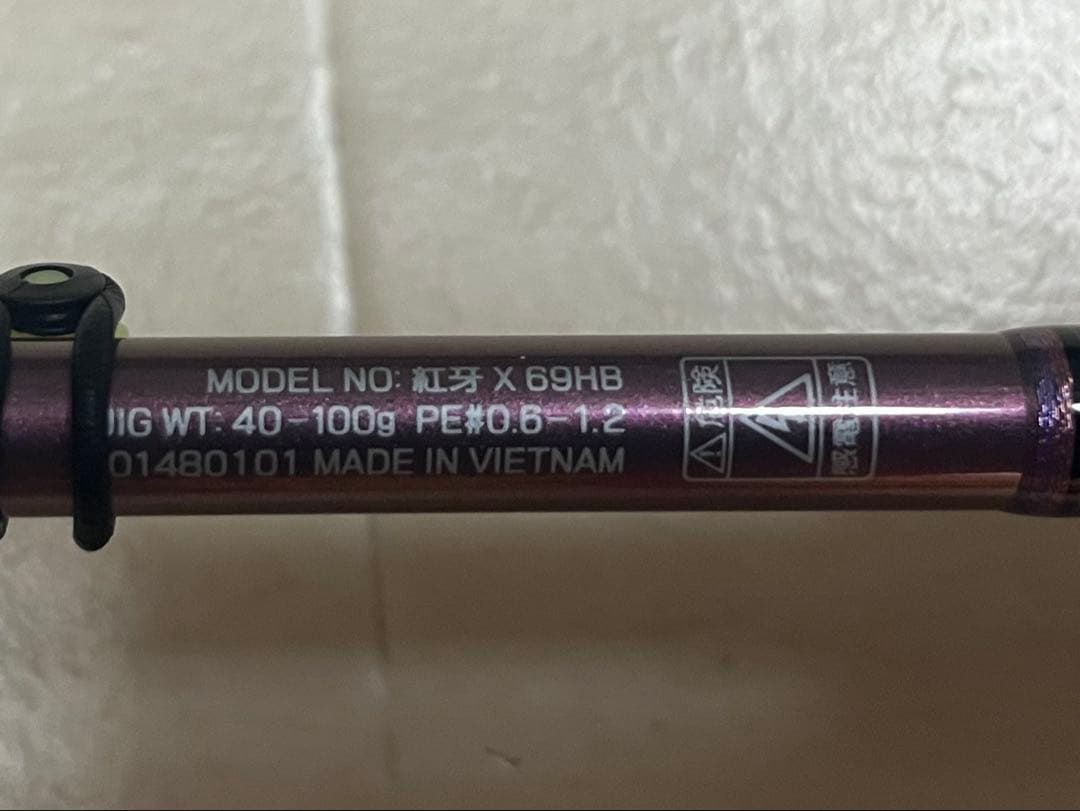 MODEL NO: 紅牙 X 69HB
JIG WT: 40-100g PE#0.6-1.2
01480101 MADE IN VIETNAM
危険
感電注意